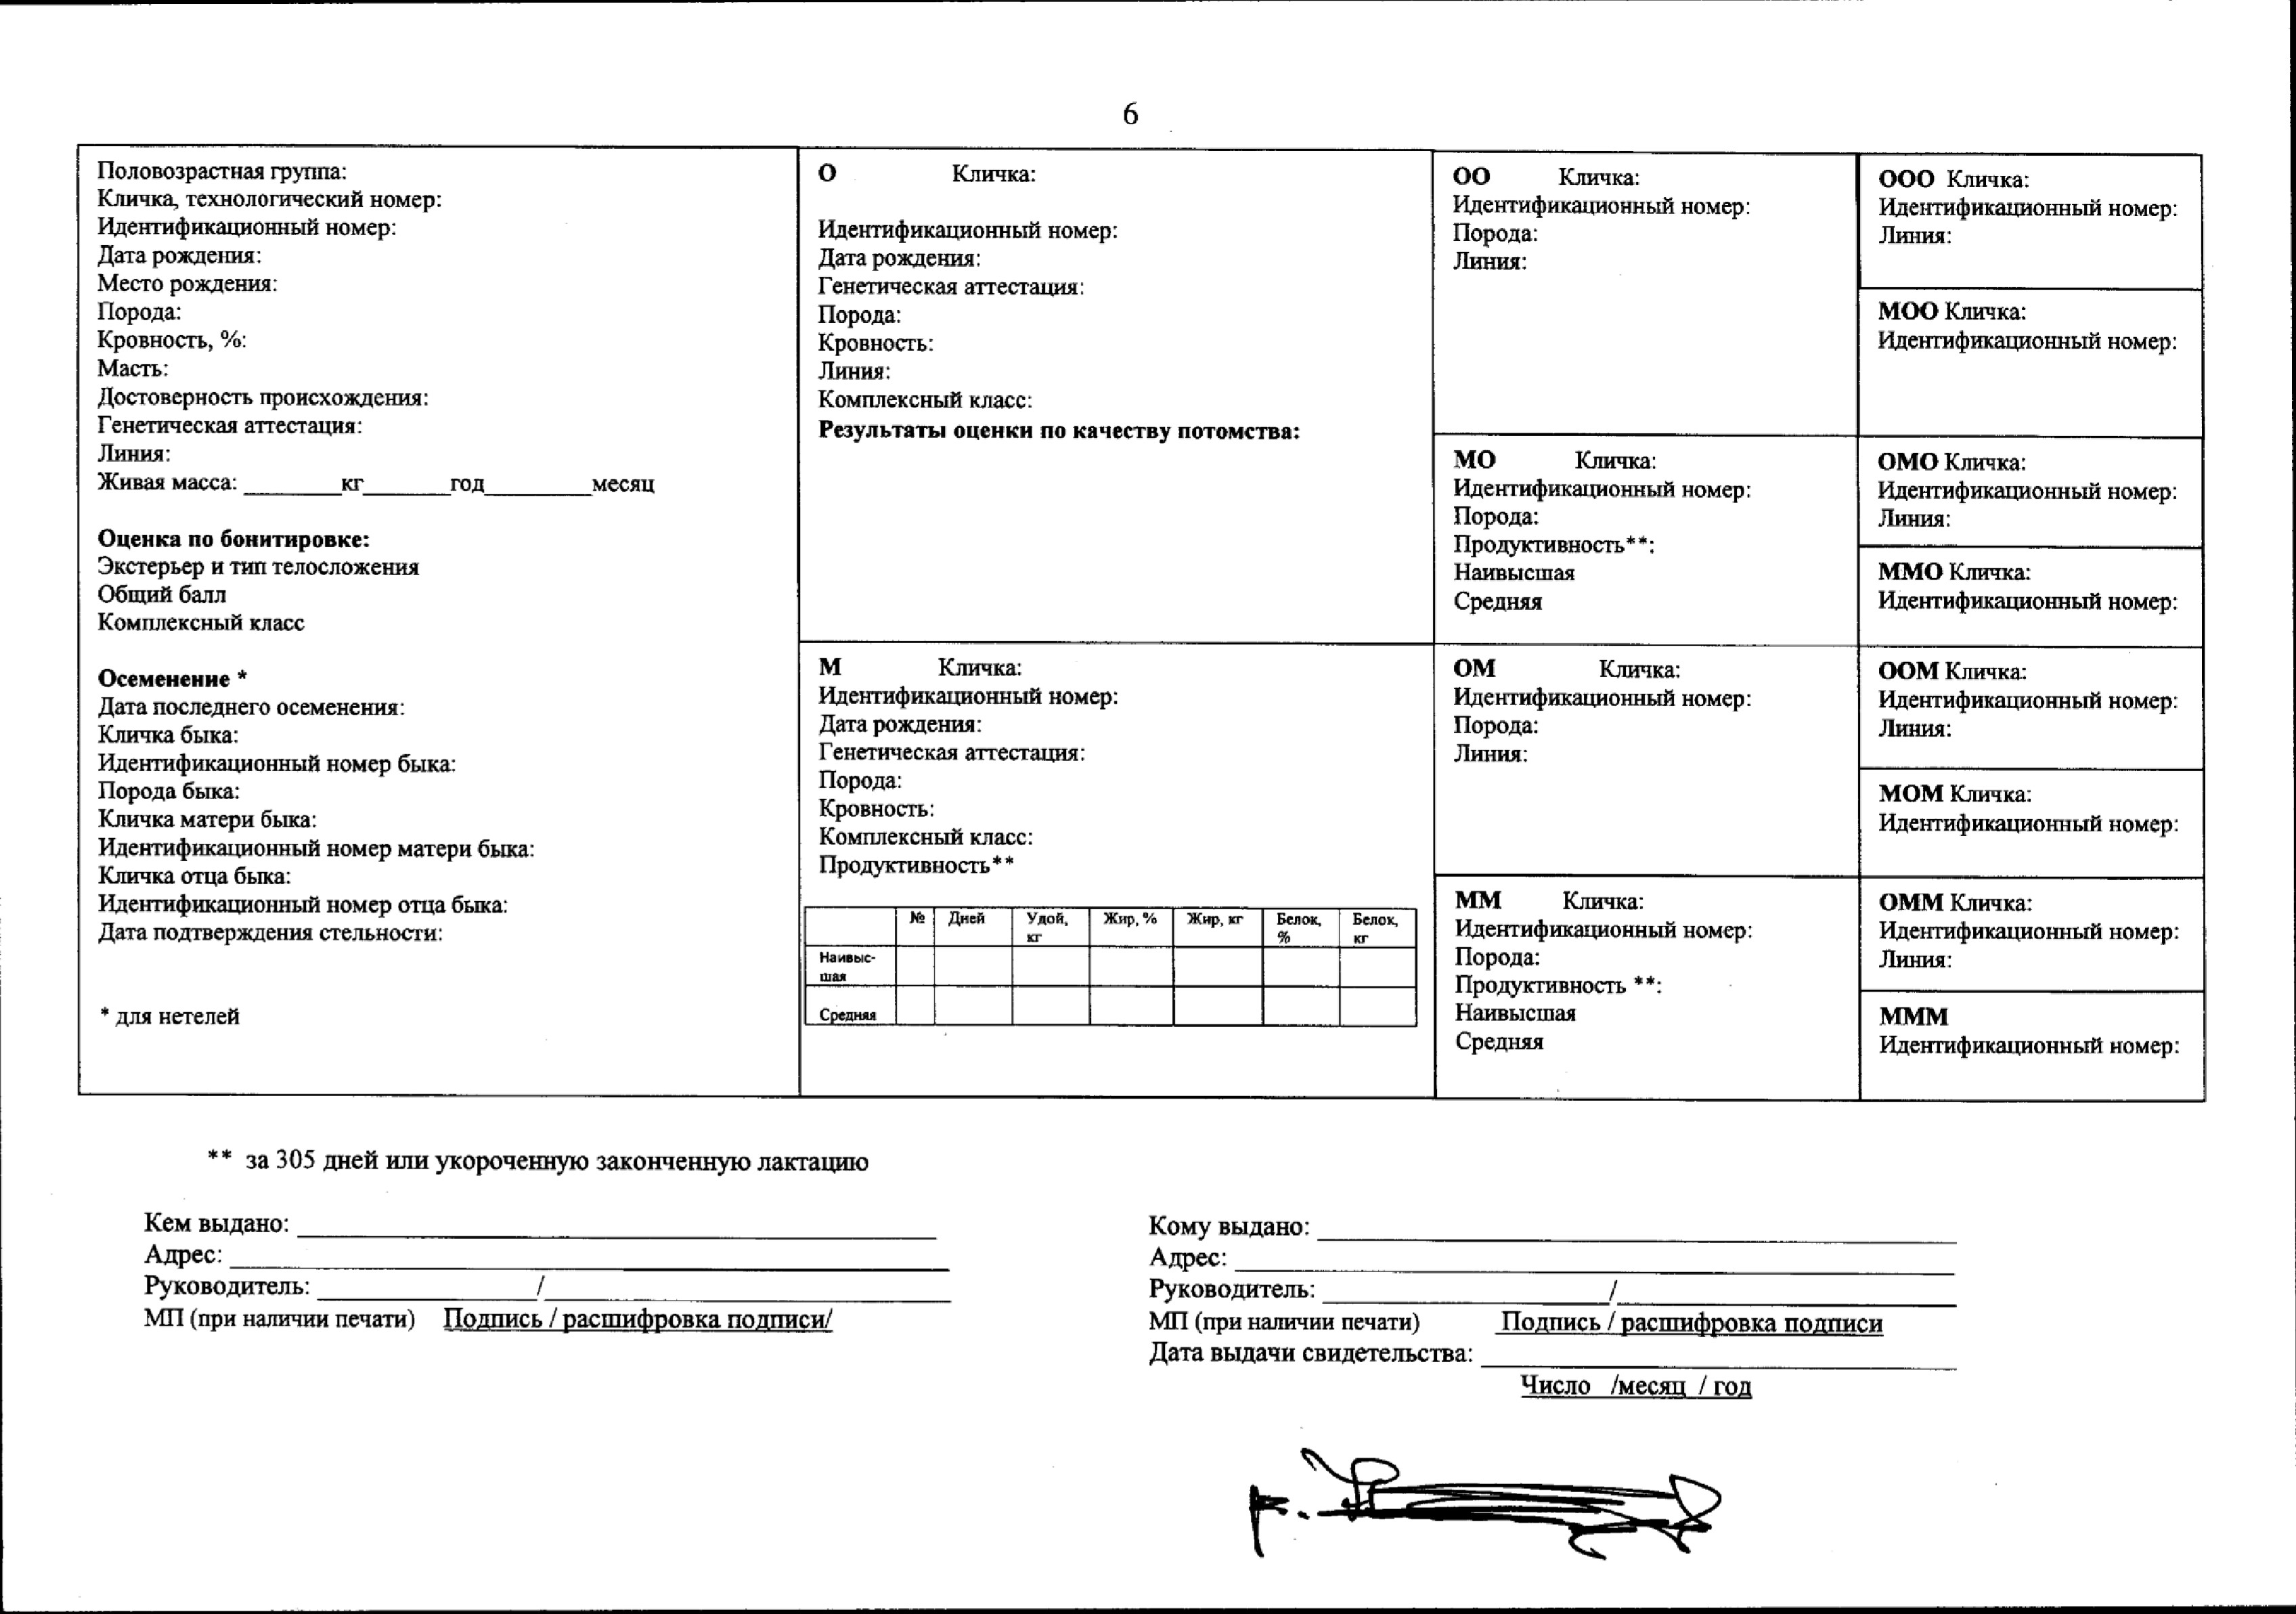 6
Половозрастная группа:
Кличка, технологический номер:
Идентификационный номер:
Дата рождения:
Место рождения:
Порода:
Кровность, %:
Масть:
Достоверность происхождения:
Генетическая аттестация:
Линия:
Живая масса: ________кг_______год_________месяц
Оценка по бонитировке:
Экстерьер и тип телосложения
Общий балл
Комплексный класс
Осеменение *
Дата последнего осеменения:
Кличка быка:
Идентификационный номер быка:
Порода быка:
Кличка матери быка:
Идентификационный номер матери быка:
Кличка отца быка:
Идентификационный номер отца быка:
Дата подтверждения стельности:
* для нетелей
О Кличка:
Идентификационный номер:
Дата рождения:
Генетическая аттестация:
Порода:
Кровность:
Линия:
Комплексный класс:
Результаты оценки по качеству потомства:
М Кличка:
Идентификационный номер:
Дата рождения:
Генетическая аттестация:
Порода:
Кровность:
Комплексный класс:
Продуктивность**
№ Дней Удой, кг Жир, % Жир, кг Белок, % Белок, кг
Наивыс-
шая
Средняя
ОО Кличка:
Идентификационный номер:
Порода:
Линия:
МО Кличка:
Идентификационный номер:
Порода:
Продуктивность**:
Наивысшая
Средняя
ОМ Кличка:
Идентификационный номер:
Порода:
Линия:
ММ Кличка:
Идентификационный номер:
Порода:
Продуктивность **:
Наивысшая
Средняя
ООО Кличка:
Идентификационный номер:
Линия:
МОО Кличка:
Идентификационный номер:
ОМО Кличка:
Идентификационный номер:
Линия:
ММО Кличка:
Идентификационный номер:
ООМ Кличка:
Идентификационный номер:
Линия:
МОМ Кличка:
Идентификационный номер:
ОММ Кличка:
Идентификационный номер:
Линия:
МММ
Идентификационный номер:
** за 305 дней или укороченную законченную лактацию
Кем выдано: ____________________
Адрес: ____________________
Руководитель: __________/__________
МП (при наличии печати) Подпись / расшифровка подписи/
Кому выдано: ____________________
Адрес: ____________________
Руководитель: __________/__________
МП (при наличии печати) Подпись / расшифровка подписи
Дата выдачи свидетельства: ____________________
Число /месяц / год